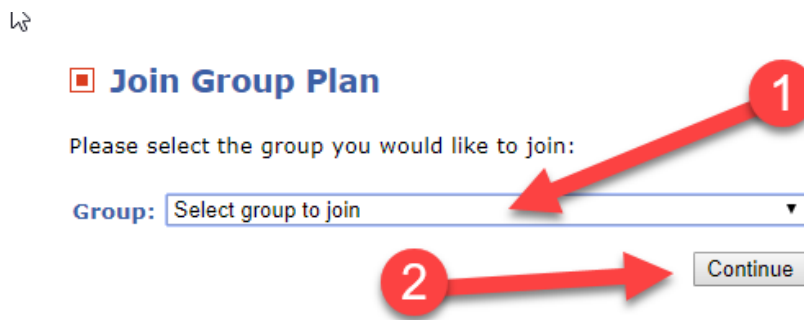 Join Group Plan
1
Please select the group you would like to join:
Group: Select group to join
Continue
2